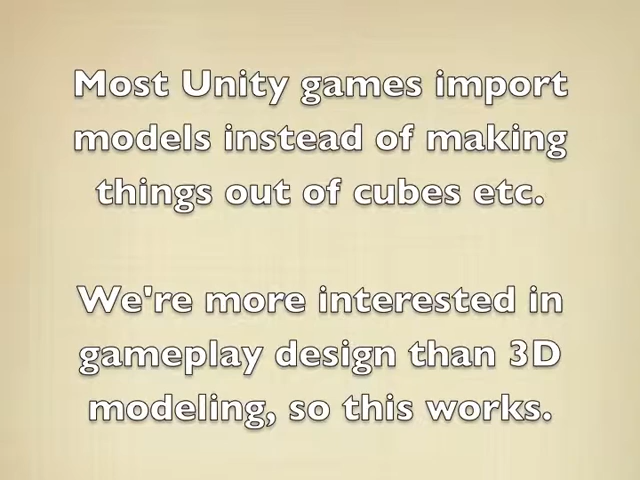 Most Unity games import
models instead of making
things out of cubes etc.
We're more interested in
gameplay design than 3D
modeling, so this works.